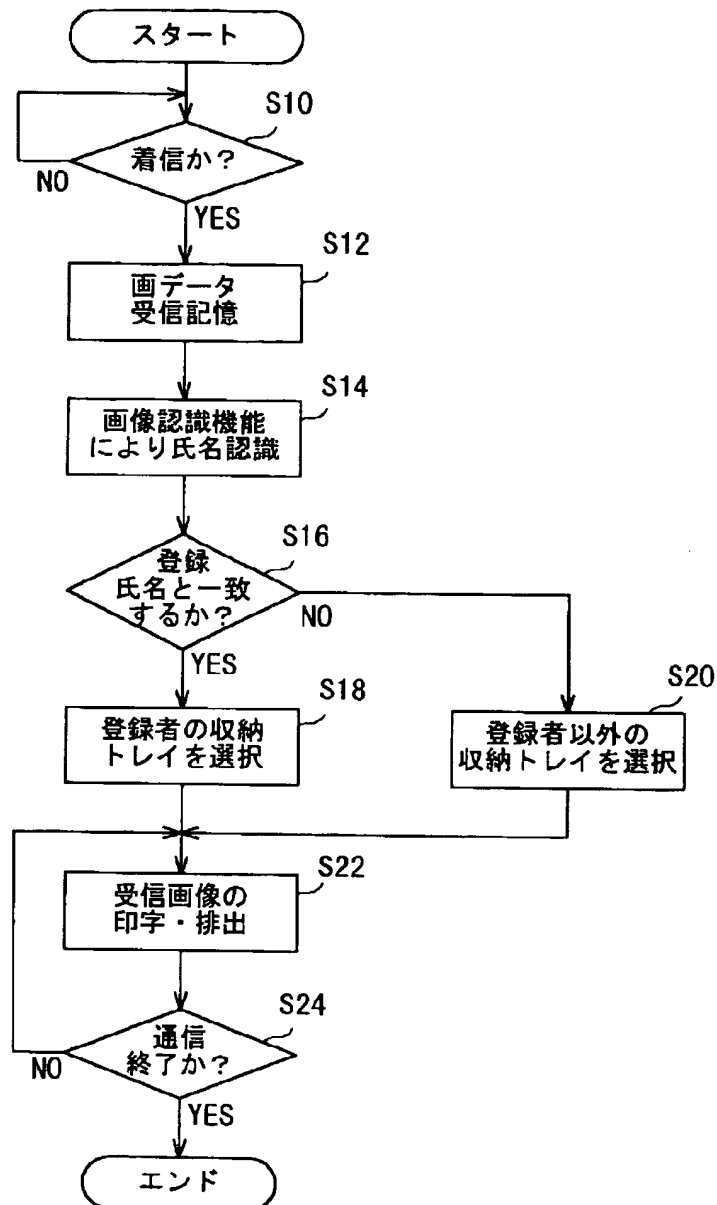 スタート
S10
着信か？
NO
YES
S12
画データ
受信記憶
S14
画像認識機能
により氏名認識
S16
登録
氏名と一致
するか？
NO
YES
S18
登録者の収納
トレイを選択
S20
登録者以外の
収納トレイを選択
S22
受信画像の
印字・排出
S24
通信
終了か？
NO
YES
エンド